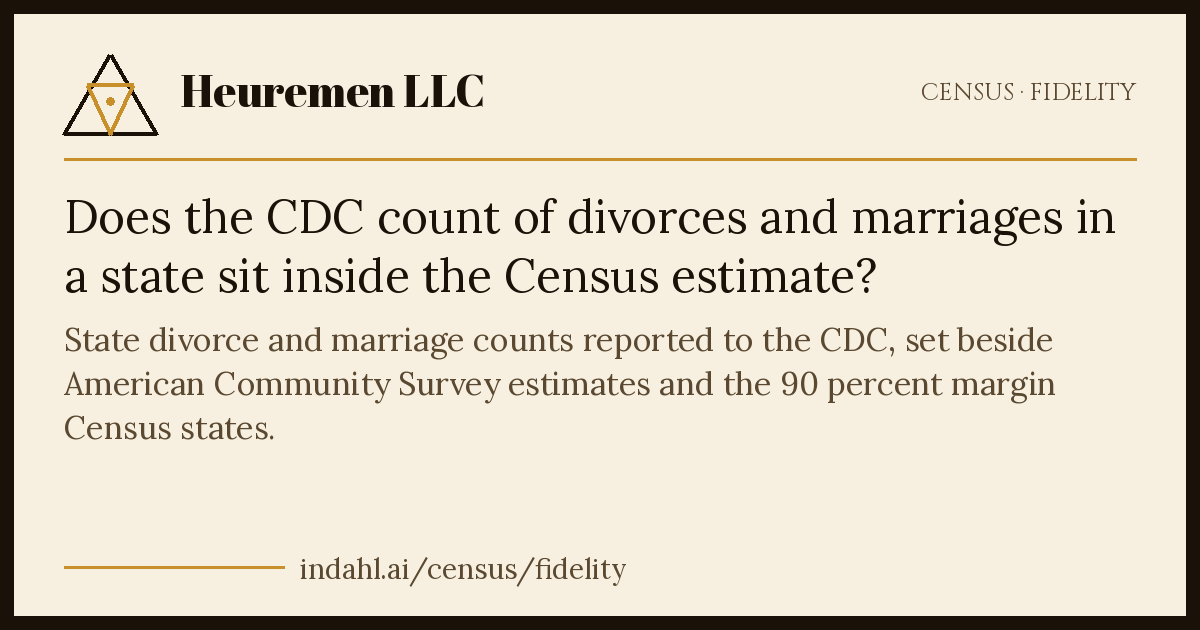 Heuremen LLC
CENSUS · FIDELITY
Does the CDC count of divorces and marriages in
a state sit inside the Census estimate?
State divorce and marriage counts reported to the CDC, set beside
American Community Survey estimates and the 90 percent margin
Census states.
indahl.ai/census/fidelity